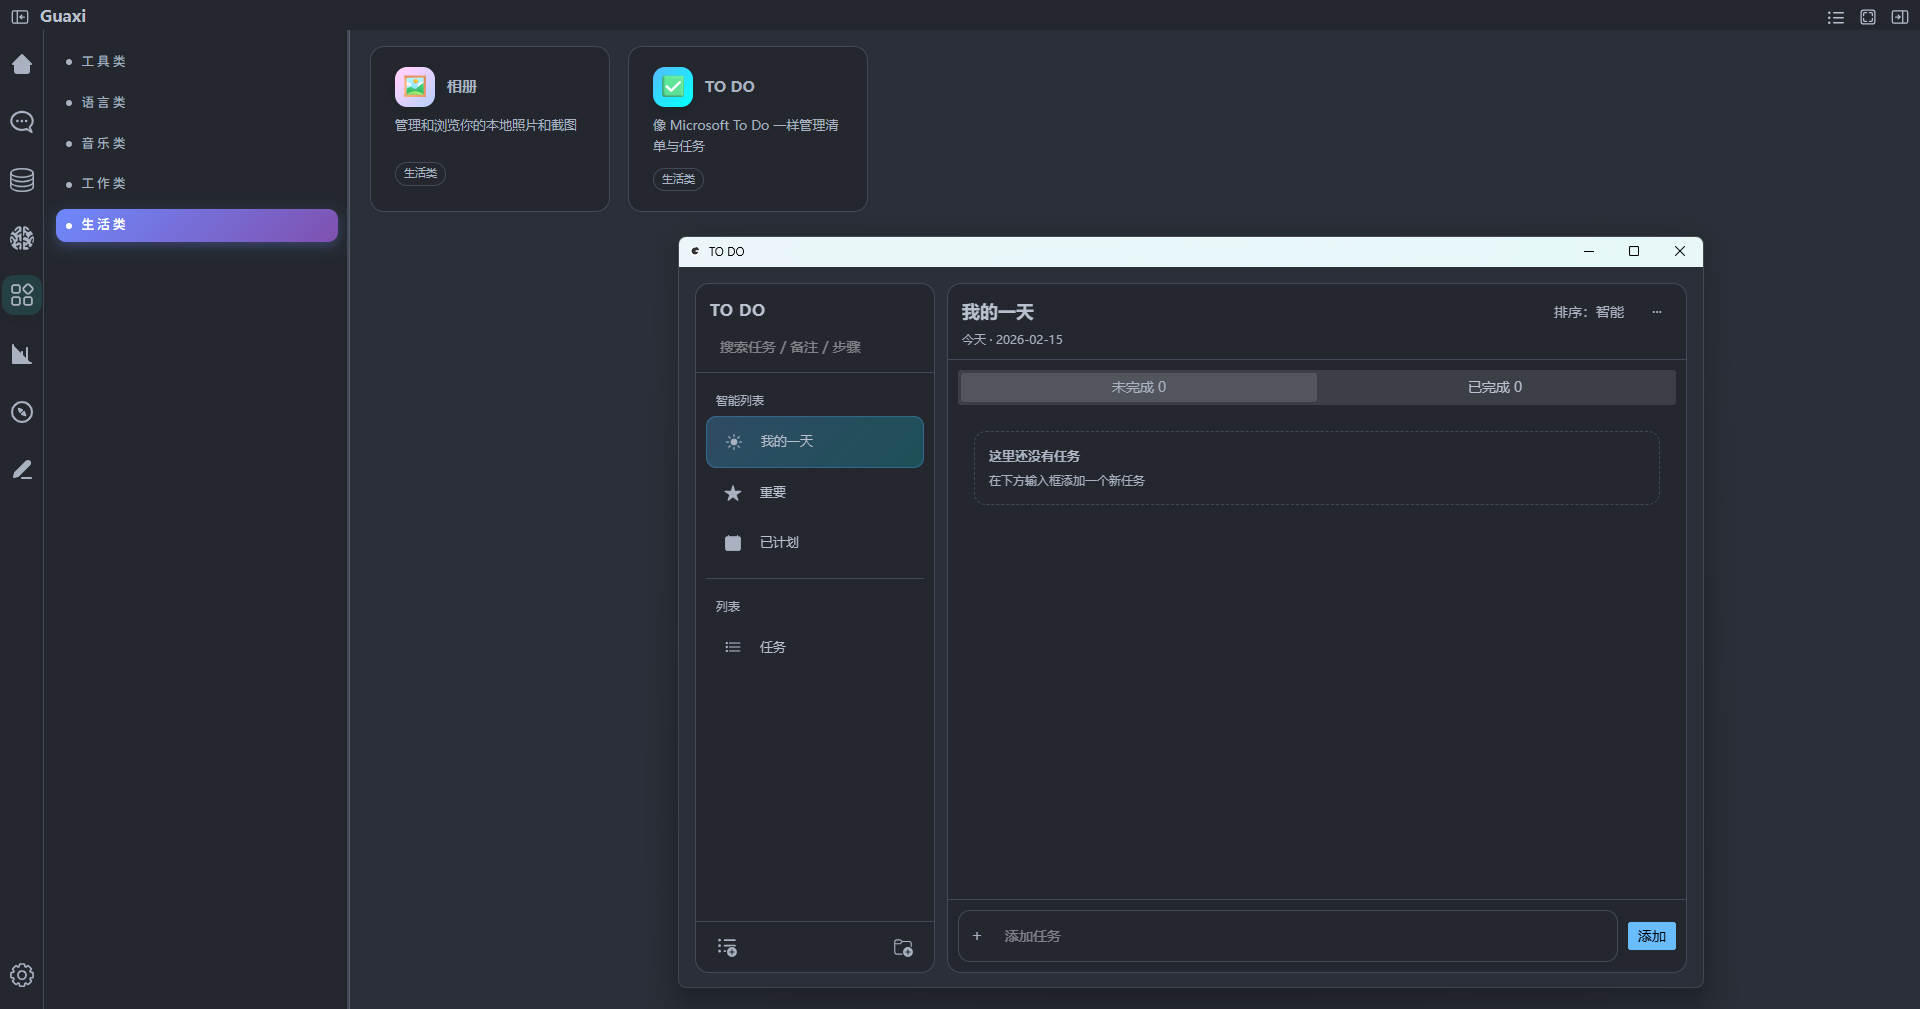 Guaxi
工具类
语言类
音乐类
工作类
生活类
相册
管理和浏览你的本地照片和截图
生活类
TO DO
像 Microsoft To Do 一样管理清
单与任务
生活类
TO DO
TO DO
搜索任务 / 备注 / 步骤
智能列表
我的一天
重要
已计划
列表
任务
我的一天
今天 · 2026-02-15
排序：智能
未完成 0
已完成 0
这里还没有任务
在下方输入框添加一个新任务
+ 添加任务
添加